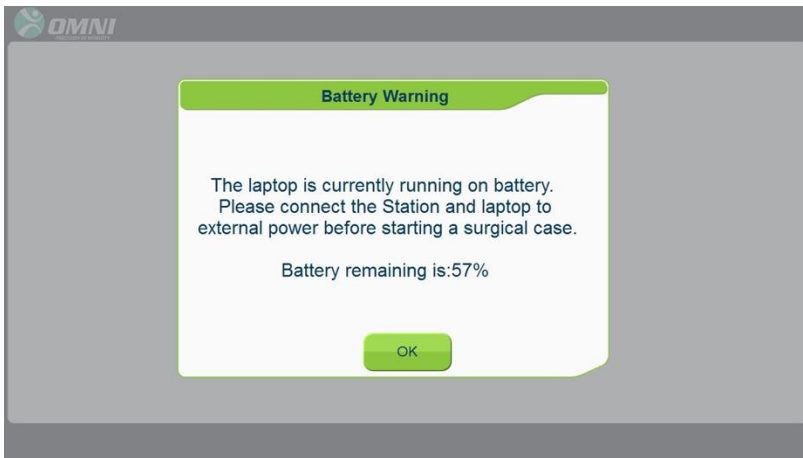 OMNI
Battery Warning
The laptop is currently running on battery.
Please connect the Station and laptop to
external power before starting a surgical case.
Battery remaining is:57%
OK